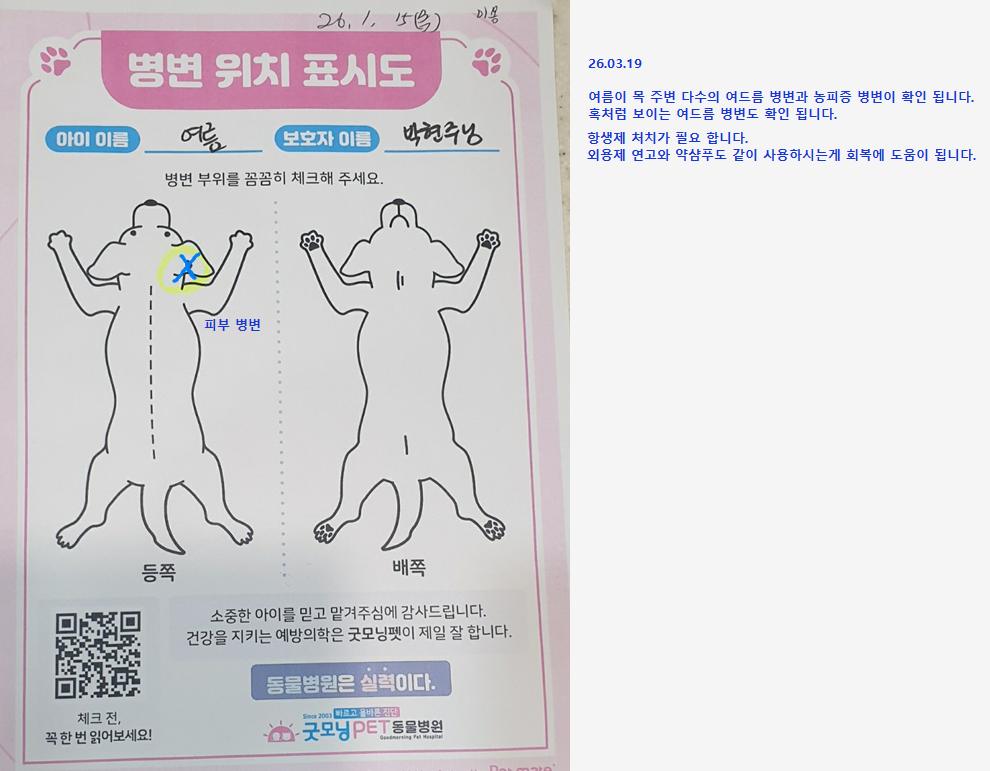 26. 1. 15(목) 미용
병변 위치 표시도
아이 이름 여름 보호자 이름 박현주님
병변 부위를 꼼꼼히 체크해 주세요.
피부 병변
등쪽 배쪽
소중한 아이를 믿고 맡겨주심에 감사드립니다.
건강을 지키는 예방의학은 굿모닝펫이 제일 잘 합니다.
동물병원은 실력이다.
체크 전,
꼭 한 번 읽어보세요!
Since 2003 바르고 올바른 진단
굿모닝PET동물병원
Goodmorning Pet Hospital
26.03.19
여름이 목 주변 다수의 여드름 병변과 농피증 병변이 확인 됩니다.
혹처럼 보이는 여드름 병변도 확인 됩니다.
항생제 처치가 필요 합니다.
외용제 연고와 약샴푸도 같이 사용하시는게 회복에 도움이 됩니다.